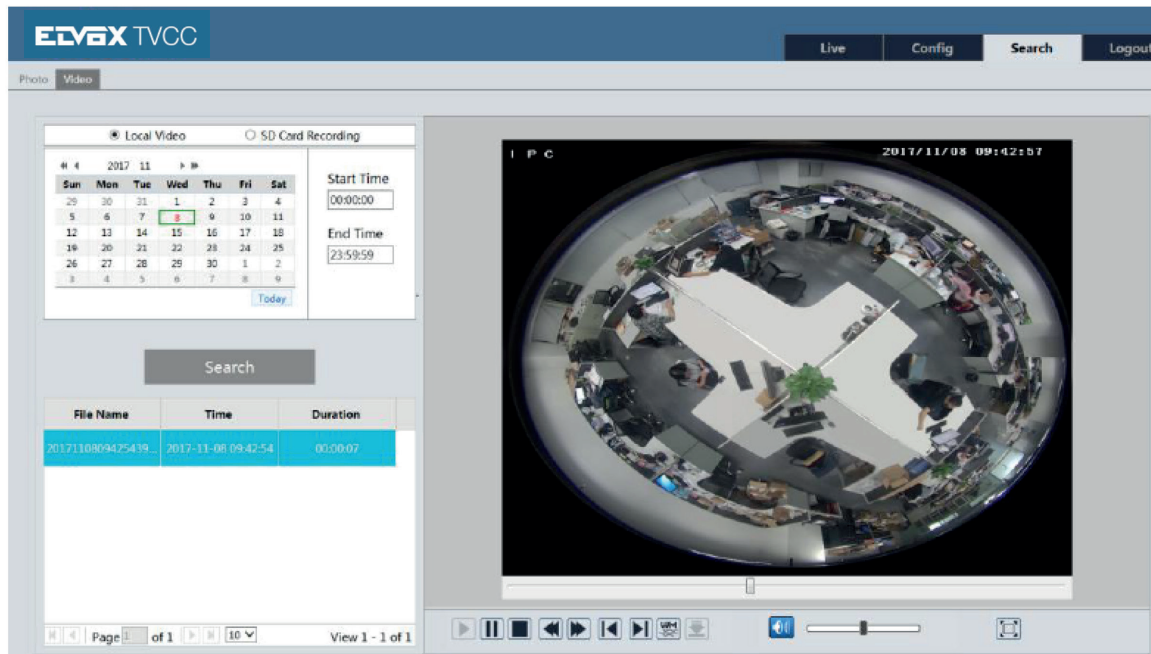 ELVOX TVCC
Live Config Search Logout
Photo Video
Local Video SD Card Recording
2017 11
Sun Mon Tue Wed Thu Fri Sat
29 30 31 1 2 3 4
5 6 7 8 9 10 11
12 13 14 15 16 17 18
19 20 21 22 23 24 25
26 27 28 29 30 1 2
3 4 5 6 7 8 9
Today
Start Time
00:00:00
End Time
23:59:59
Search
File Name Time Duration
2017110809425439... 2017-11-08 09:42:54 00:00:07
Page 1 of 1 10 View 1 - 1 of 1
I P C 2017/11/08 09:42:57
WM